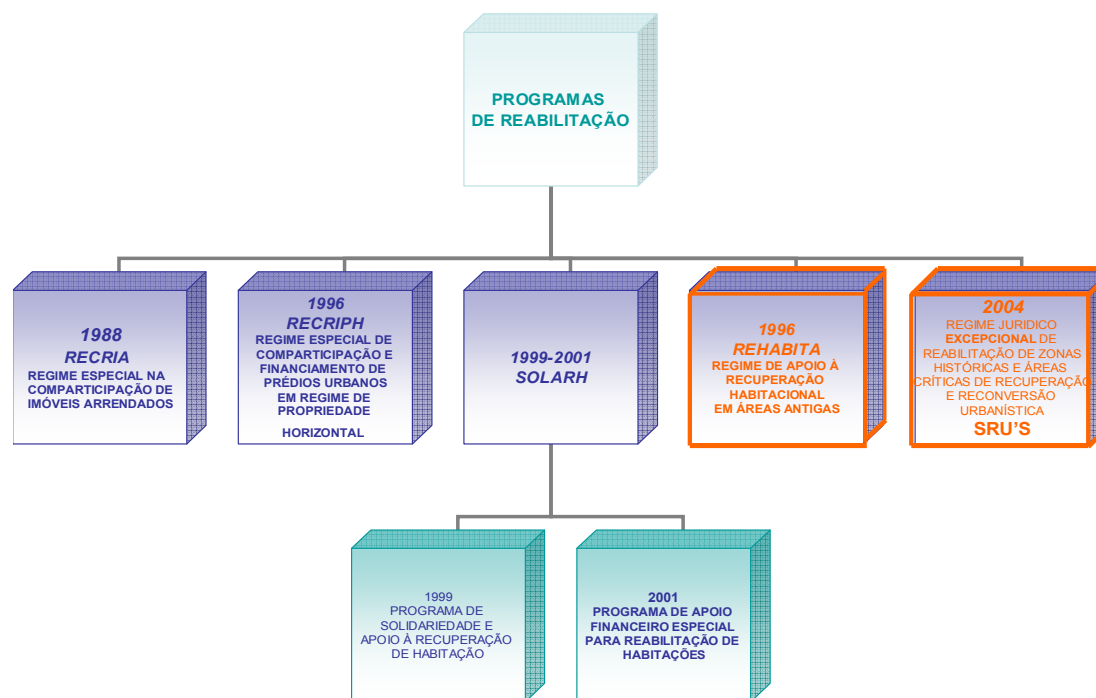 PROGRAMAS
DE REABILITAÇÃO
1988
RECRIA
REGIME ESPECIAL NA
COMPARTICIPAÇÃO DE
IMÓVEIS ARRENDADOS
1996
RECRIPH
REGIME ESPECIAL DE
COMPARTICIPAÇÃO E
FINANCIAMENTO DE
PRÉDIOS URBANOS
EM REGIME DE
PROPRIEDADE
HORIZONTAL
1999-2001
SOLARH
1996
REHABITA
REGIME DE APOIO À
RECUPERAÇÃO
HABITACIONAL
EM ÁREAS ANTIGAS
2004
REGIME JURIDICO
EXCEPCIONAL DE
REABILITAÇÃO DE ZONAS
HISTÓRICAS E ÁREAS
CRÍTICAS DE RECUPERAÇÃO
E RECONVERSÃO
URBANÍSTICA
SRU'S
1999
PROGRAMA DE
SOLIDARIEDADE E
APOIO À RECUPERAÇÃO
DE HABITAÇÃO
2001
PROGRAMA DE APOIO
FINANCEIRO ESPECIAL
PARA REABILITAÇÃO DE
HABITAÇÕES